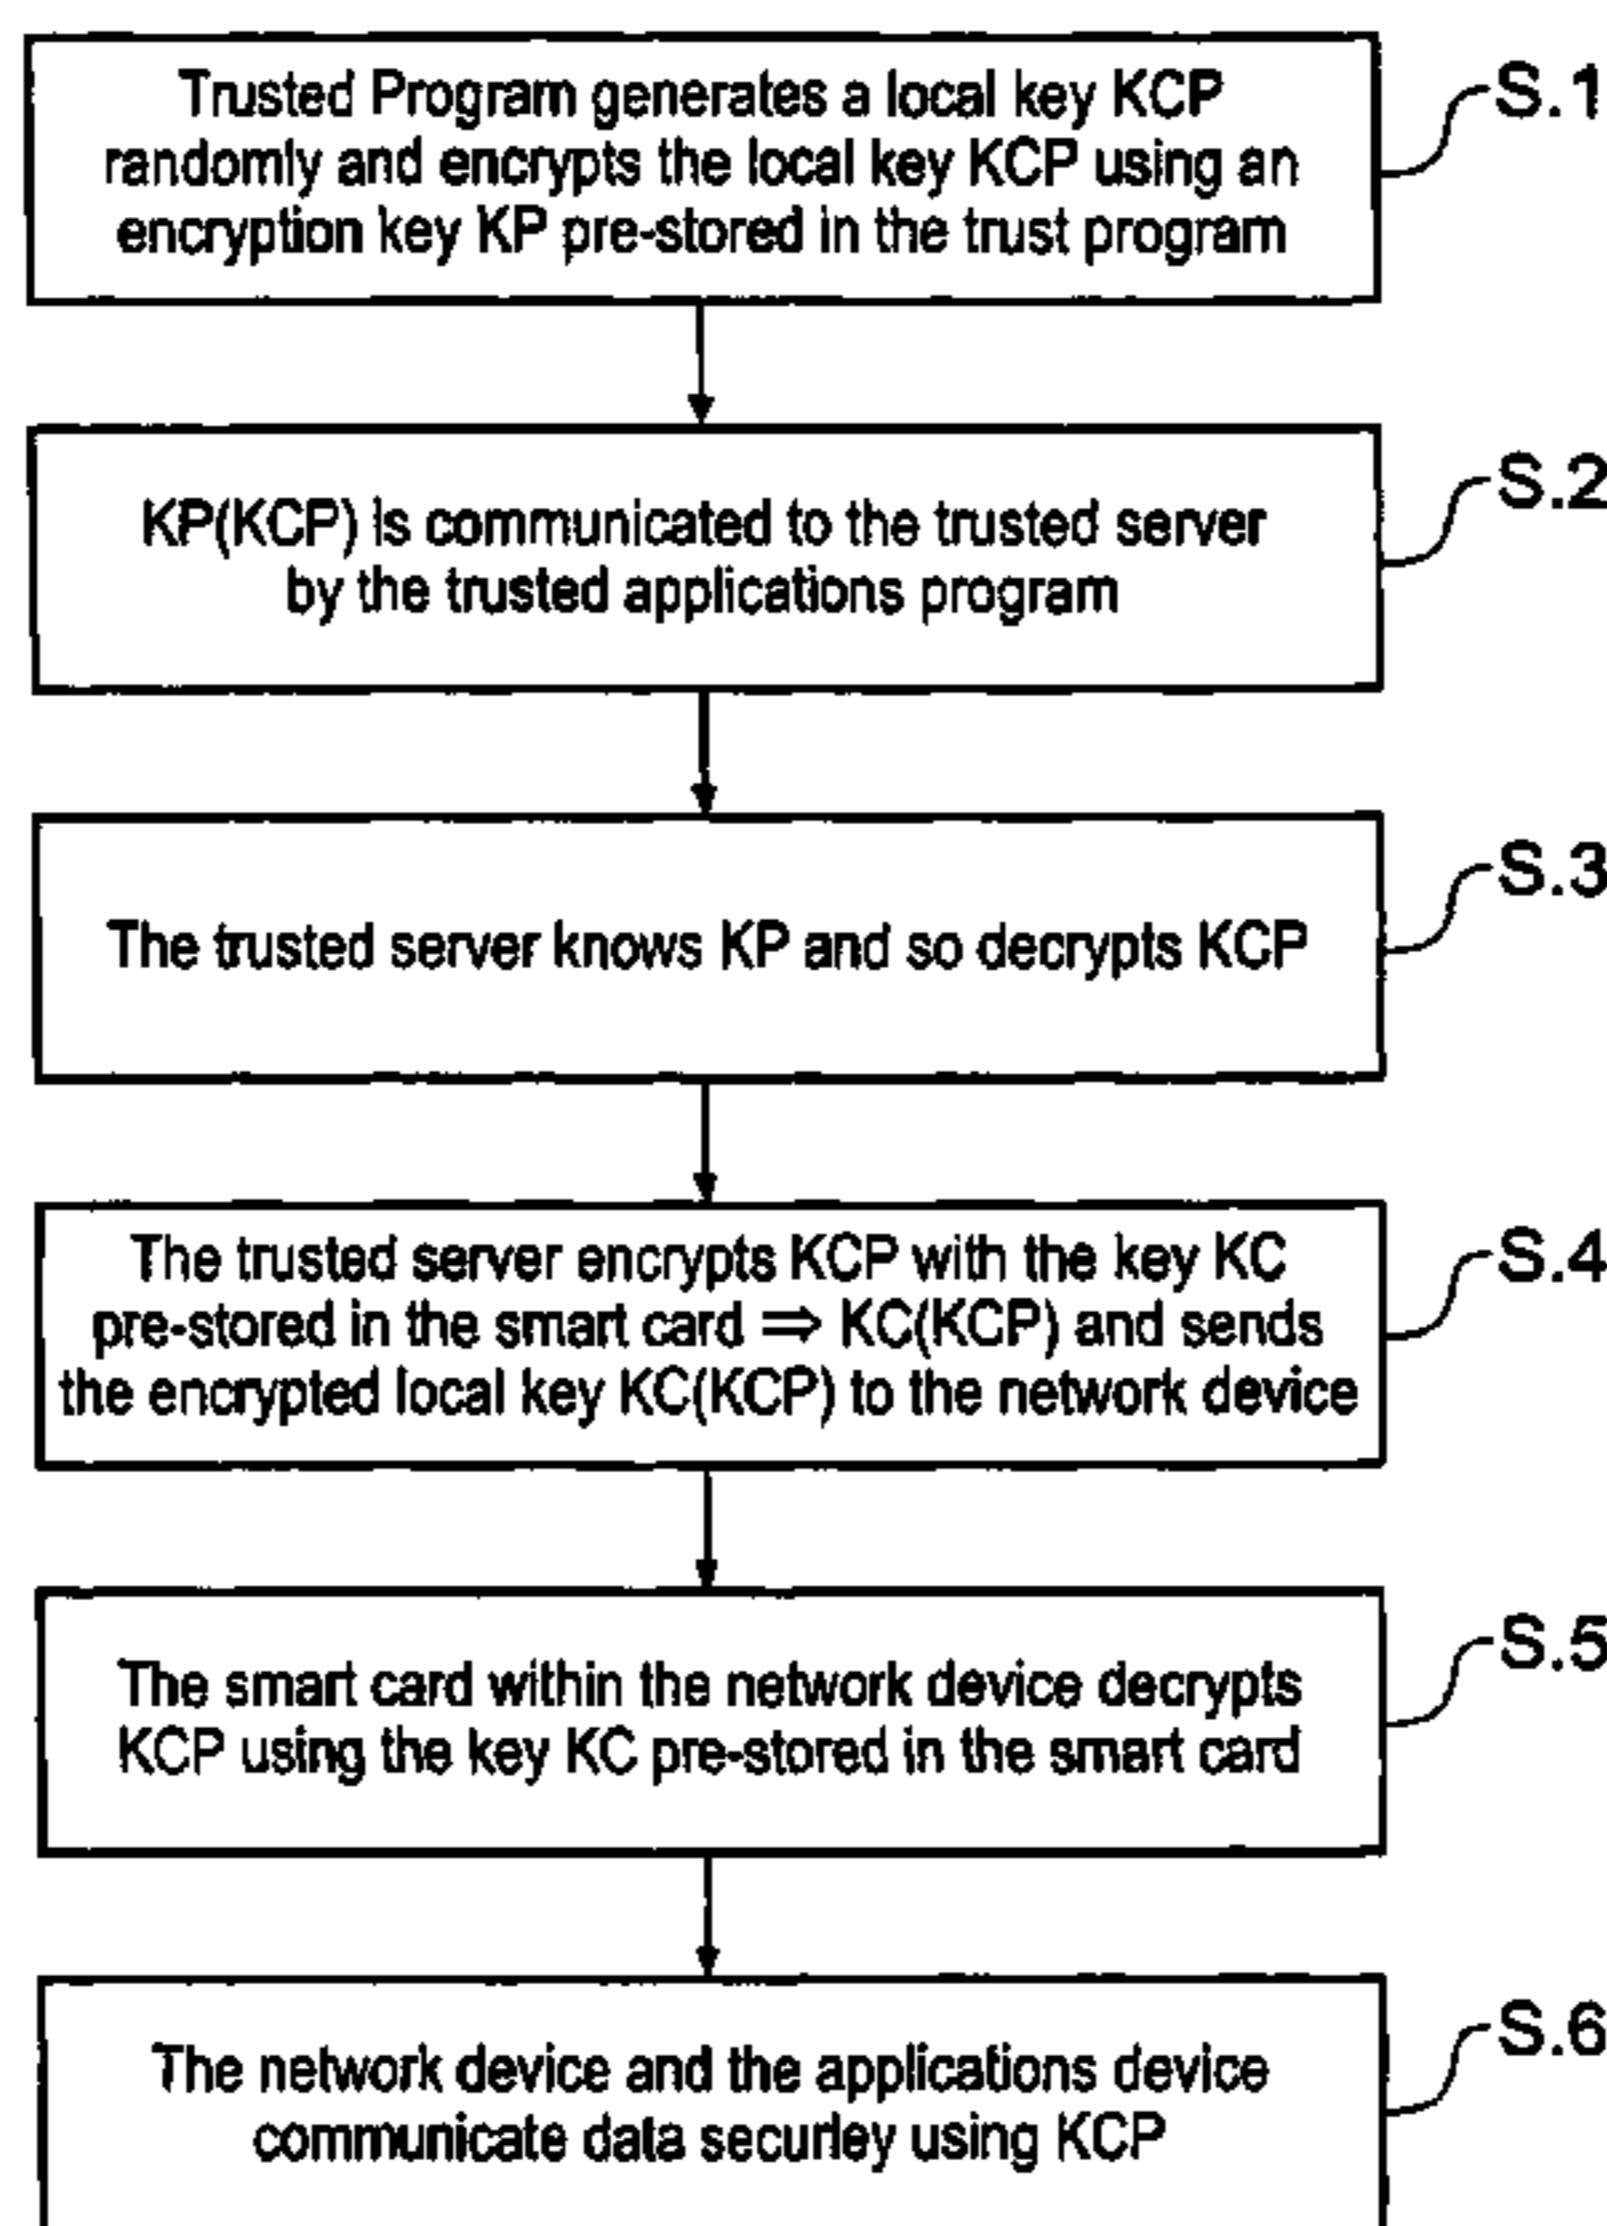 Trusted Program generates a local key KCP
randomly and encrypts the local key KCP using an
encryption key KP pre-stored in the trust program
S.1
KP(KCP) is communicated to the trusted server
by the trusted applications program
S.2
The trusted server knows KP and so decrypts KCP
S.3
The trusted server encrypts KCP with the key KC
pre-stored in the smart card ⇒ KC(KCP) and sends
the encrypted local key KC(KCP) to the network device
S.4
The smart card within the network device decrypts
KCP using the key KC pre-stored in the smart card
S.5
The network device and the applications device
communicate data securley using KCP
S.6